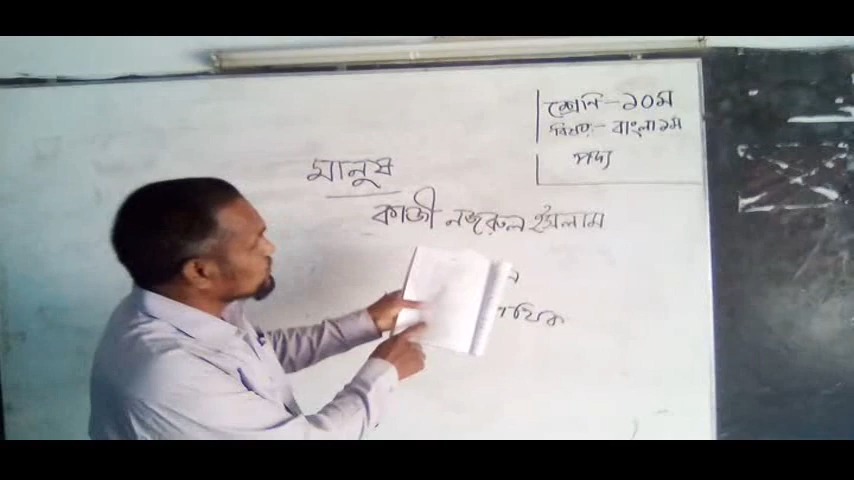 শ্রেণি - ১০ম
বিষয়:- বাংলা ১ম
পদ্য
মানুষ
কাজী নজরুল ইসলাম